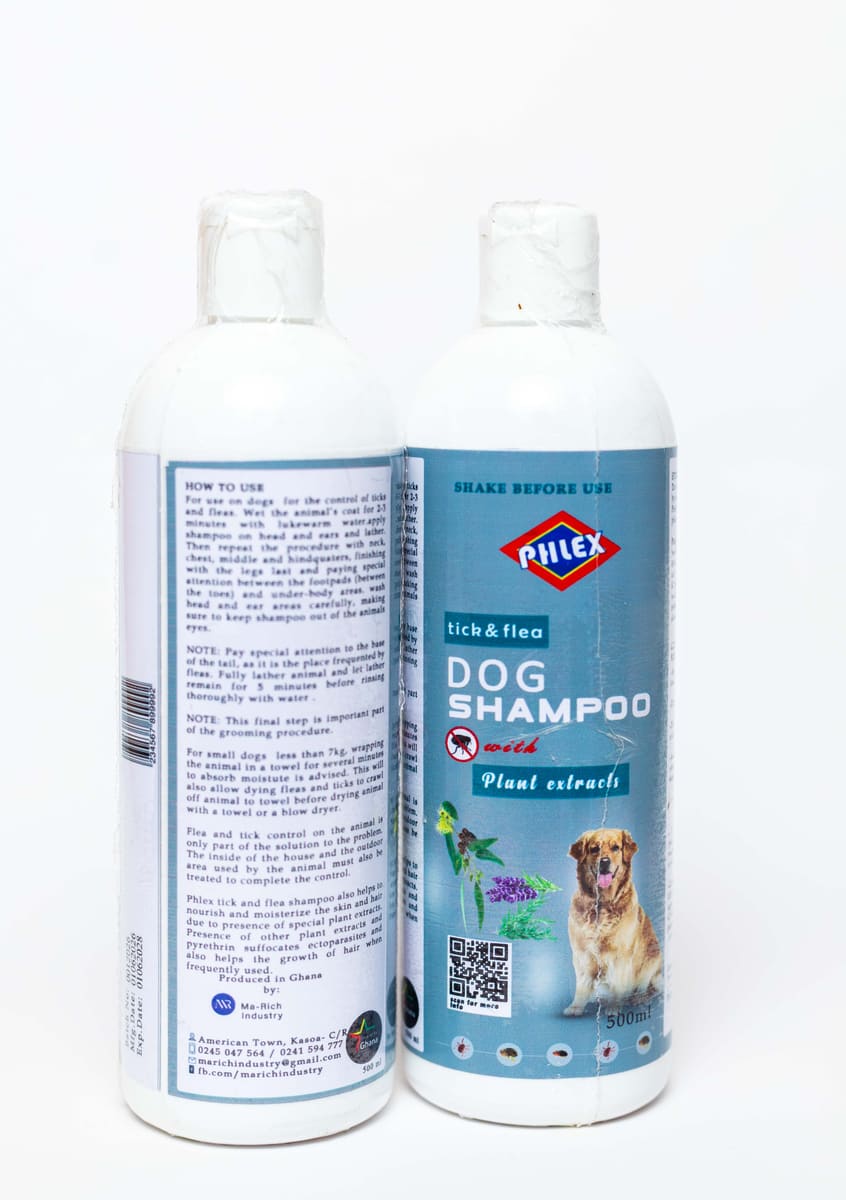 HOW TO USE
For use on dogs for the control of ticks
and fleas. Wet the animal's coat for 2-3
minutes with lukewarm water.apply
shampoo on head and ears and lather.
Then repeat the procedure with neck,
chest, middle and hindquaters, finishing
with the legs last and paying special
attention between the footpads (between
the toes) and under-body areas. wash
head and ear areas carefully, making
sure to keep shampoo out of the animals
eyes.
NOTE: Pay special attention to the base
of the tail, as it is the place frequented by
fleas. Fully lather animal and let lather
remain for 5 minutes before rinsing
thoroughly with water .
NOTE: This final step is important part
of the grooming procedure.
For small dogs less than 7kg, wrapping
the animal in a towel for several minutes
to absorb moistute is advised. This will
also allow dying fleas and ticks to crawl
off animal to towel before drying animal
with a towel or a blow dryer.
Flea and tick control on the animal is
only part of the solution to the problem.
The inside of the house and the outdoor
area used by the animal must also be
treated to complete the control.
Phlex tick and flea shampoo also helps to
nourish and moisterize the skin and hair
due to presence of special plant extracts.
Presence of other plant extracts and
pyrethrin suffocates ectoparasites and
also helps the growth of hair when
frequently used.
Produced in Ghana
by:
MR
Ma-Rich
Industry
American Town, Kasoa- C/R
0245 047 564 / 0241 594 777
marichindustry@gmail.com
fb.com/marichindustry
Ghana
500 ml
234567 899992
Mfg.Date: 01062026
Exp.Date: 01062028
SHAKE BEFORE USE
PHLEX
tick & flea
DOG
SHAMPOO
with
Plant extracts
scan for more
info
500ml